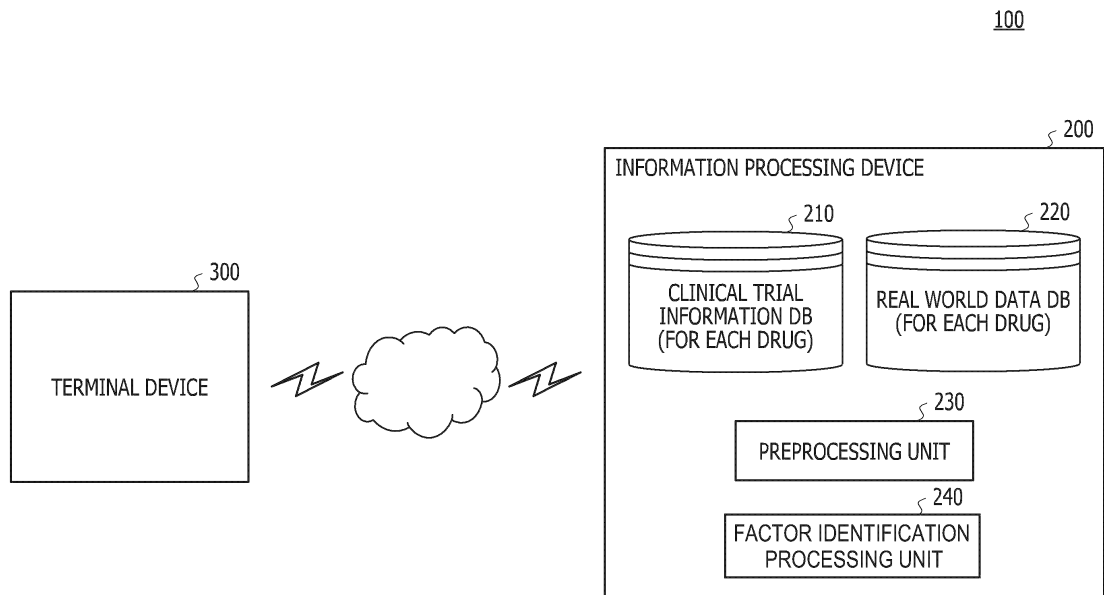 100
200
INFORMATION PROCESSING DEVICE
210
220
CLINICAL TRIAL
INFORMATION DB
(FOR EACH DRUG)
REAL WORLD DATA DB
(FOR EACH DRUG)
300
TERMINAL DEVICE
230
PREPROCESSING UNIT
240
FACTOR IDENTIFICATION
PROCESSING UNIT